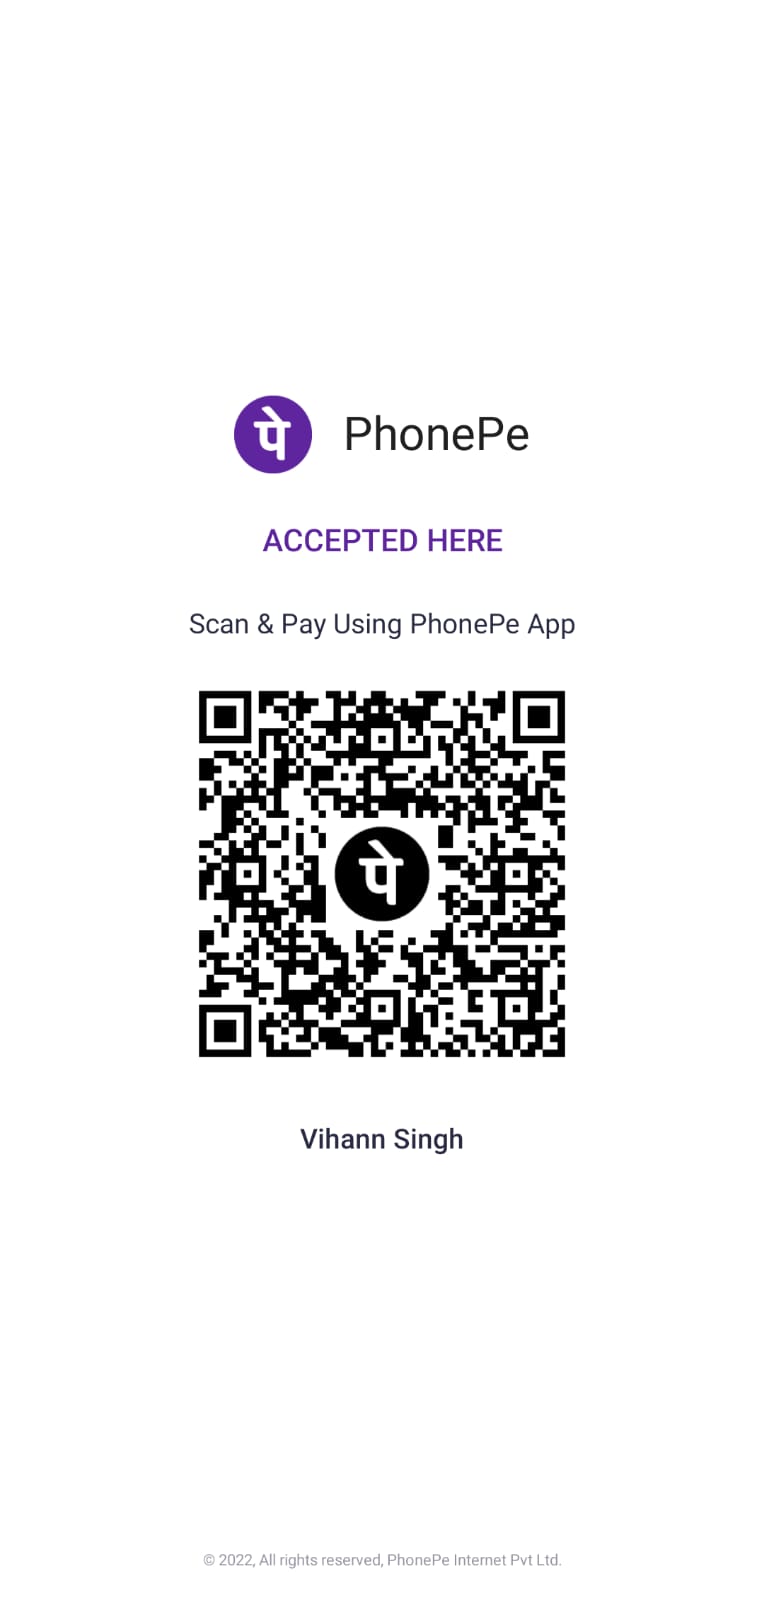 पे PhonePe
ACCEPTED HERE
Scan & Pay Using PhonePe App
पे
Vihann Singh
© 2022, All rights reserved, PhonePe Internet Pvt Ltd.